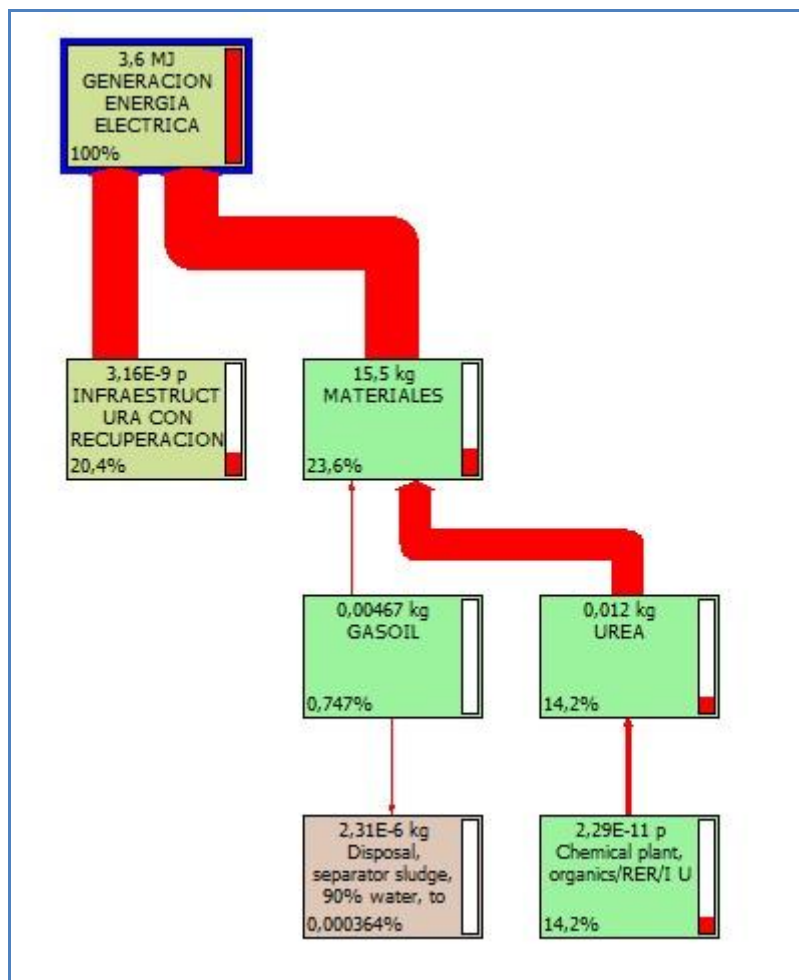 3,6 MJ
GENERACION
ENERGIA
ELECTRICA
100%
3,16E-9 p
INFRAESTRUCT
URA CON
RECUPERACION
20,4%
15,5 kg
MATERIALES
23,6%
0,00467 kg
GASOIL
0,747%
0,012 kg
UREA
14,2%
2,31E-6 kg
Disposal,
separator sludge,
90% water, to
0,000364%
2,29E-11 p
Chemical plant,
organics/RER/I U
14,2%